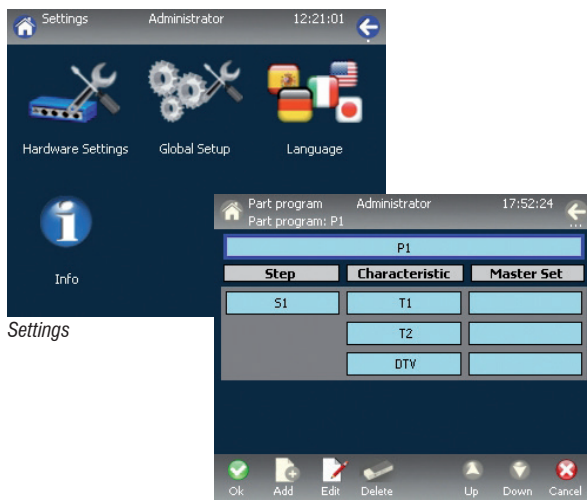 Settings Administrator 12:21:01
Hardware Settings Global Setup Language
Info
Settings
Part program Administrator 17:52:24
Part program: P1
P1
Step Characteristic Master Set
S1 T1
T2
DTV
Ok Add Edit Delete Up Down Cancel